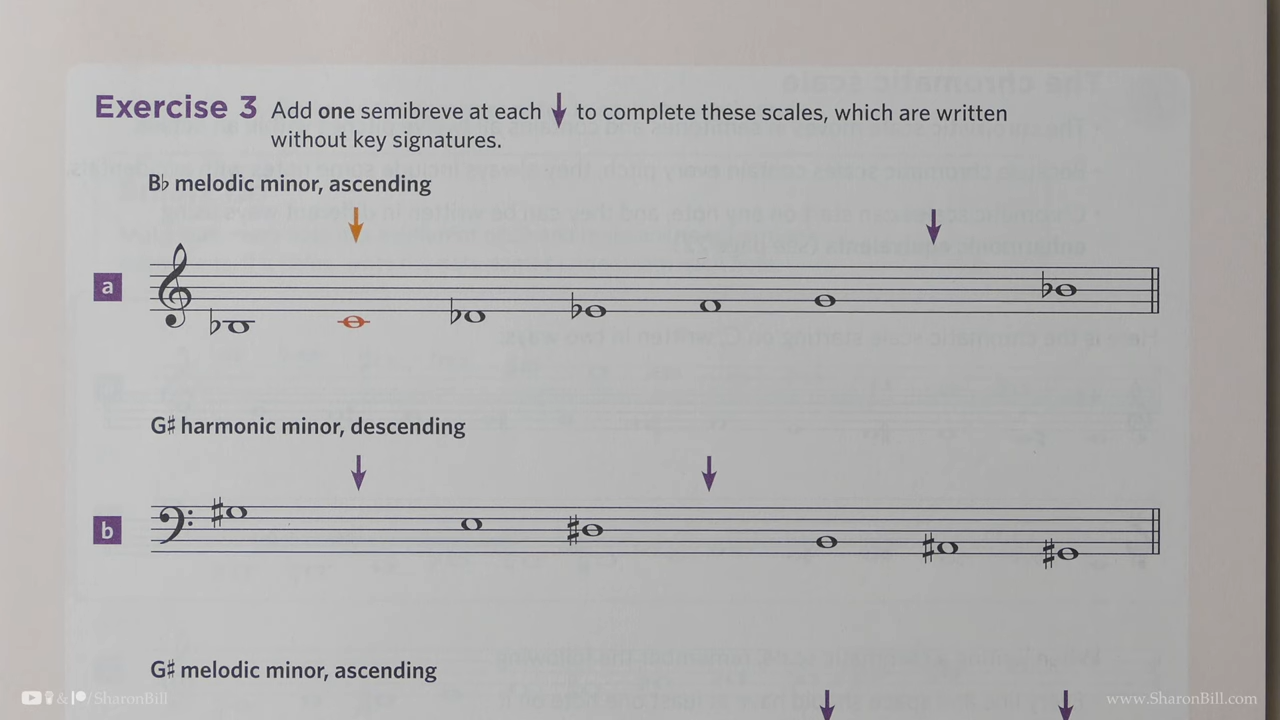 Exercise 3 Add one semibreve at each ↓ to complete these scales, which are written
without key signatures.
B♭ melodic minor, ascending
a
G♯ harmonic minor, descending
b
G♯ melodic minor, ascending
& /SharonBill
www.SharonBill.com